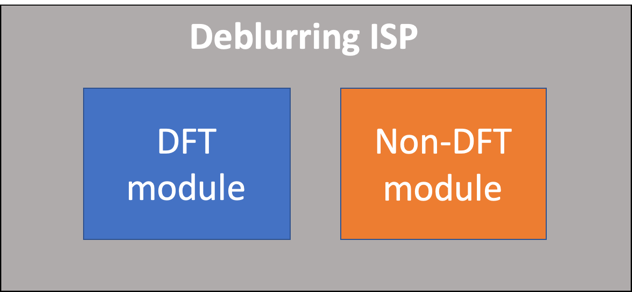 Deblurring ISP
DFT
module
Non-DFT
module